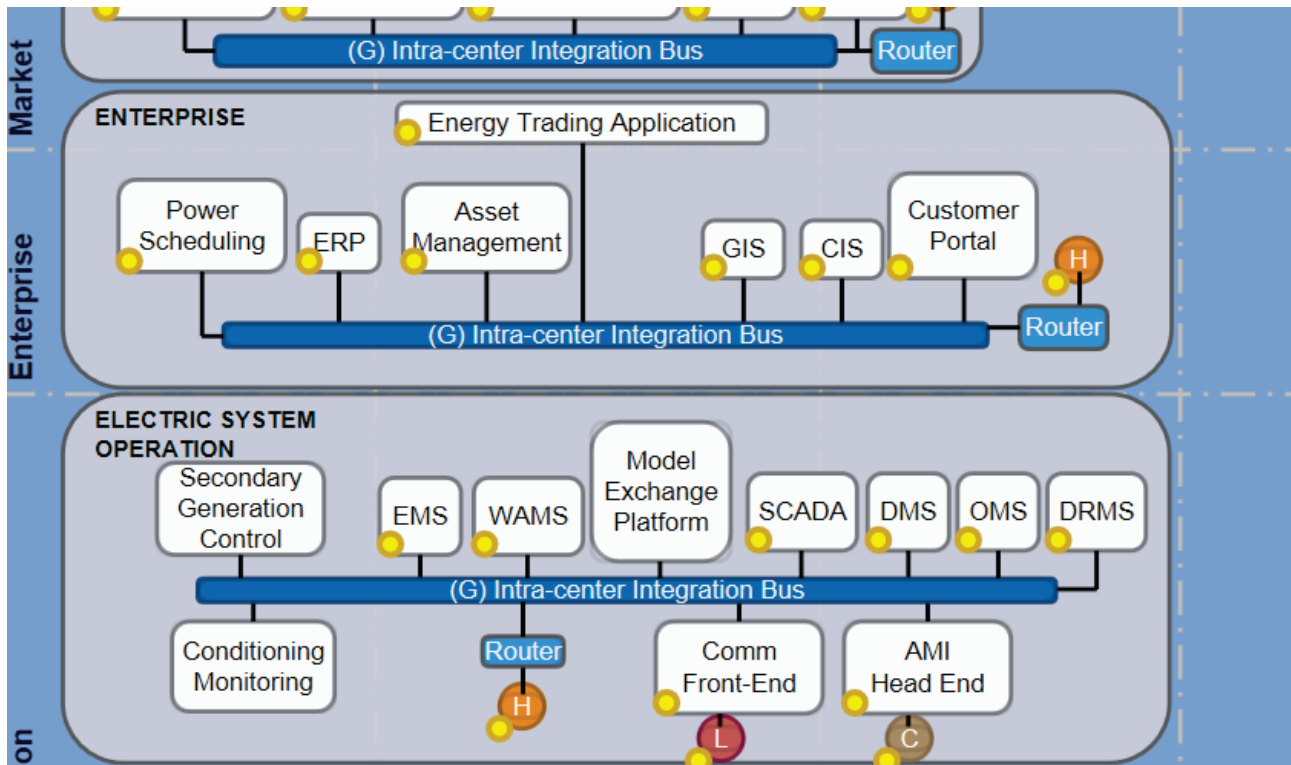 Market
(G) Intra-center Integration Bus
Router
ENTERPRISE
Energy Trading Application
Enterprise
Power
Scheduling
ERP
Asset
Management
GIS
CIS
Customer
Portal
H
(G) Intra-center Integration Bus
Router
ELECTRIC SYSTEM
OPERATION
Secondary
Generation
Control
EMS
WAMS
Model
Exchange
Platform
SCADA
DMS
OMS
DRMS
(G) Intra-center Integration Bus
Conditioning
Monitoring
Router
H
Comm
Front-End
L
AMI
Head End
C
on